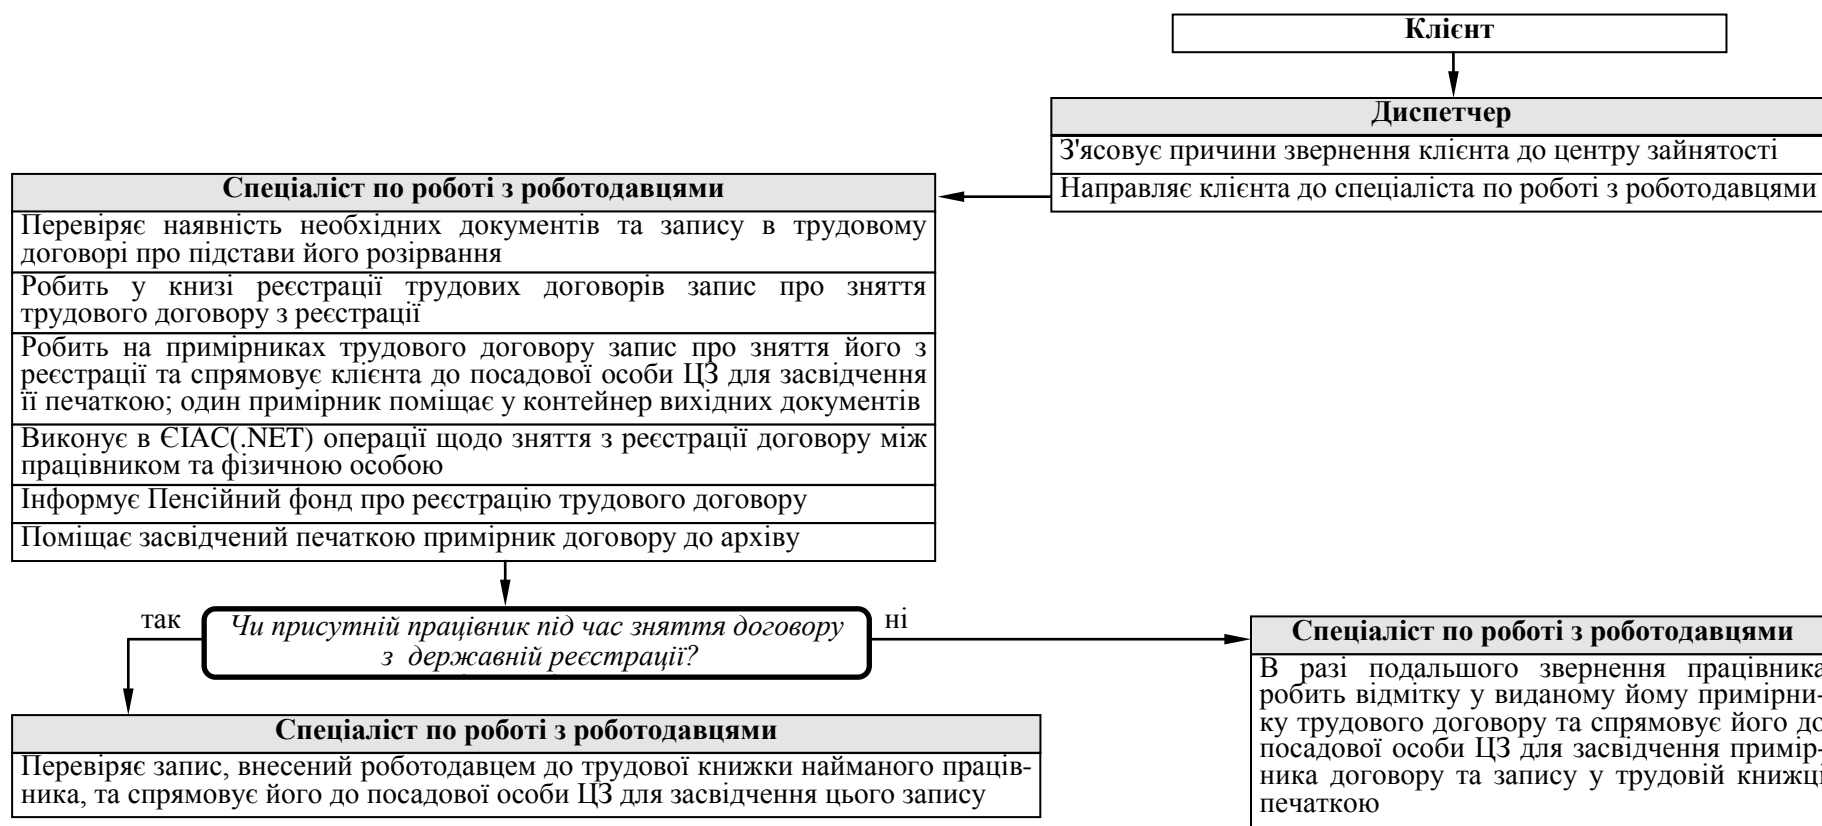 Клієнт
Диспетчер
З'ясовує причини звернення клієнта до центру зайнятості
Направляє клієнта до спеціаліста по роботі з роботодавцями
Спеціаліст по роботі з роботодавцями
Перевіряє наявність необхідних документів та запису в трудовому
договорі про підстави його розірвання
Робить у книзі реєстрації трудових договорів запис про зняття
трудового договору з реєстрації
Робить на примірниках трудового договору запис про зняття його з
реєстрації та спрямовує клієнта до посадової особи ЦЗ для засвідчення
її печаткою; один примірник поміщає у контейнер вихідних документів
Виконує в ЄІАС(.NET) операції щодо зняття з реєстрації договору між
працівником та фізичною особою
Інформує Пенсійний фонд про реєстрацію трудового договору
Поміщає засвідчений печаткою примірник договору до архіву
так
Чи присутній працівник під час зняття договору
з державній реєстрації?
ні
Спеціаліст по роботі з роботодавцями
Перевіряє запис, внесений роботодавцем до трудової книжки найманого праців-
ника, та спрямовує його до посадової особи ЦЗ для засвідчення цього запису
Спеціаліст по роботі з роботодавцями
В разі подальшого звернення працівника
робить відмітку у виданому йому примірни-
ку трудового договору та спрямовує його до
посадової особи ЦЗ для засвідчення примір-
ника договору та запису у трудовій книжці
печаткою